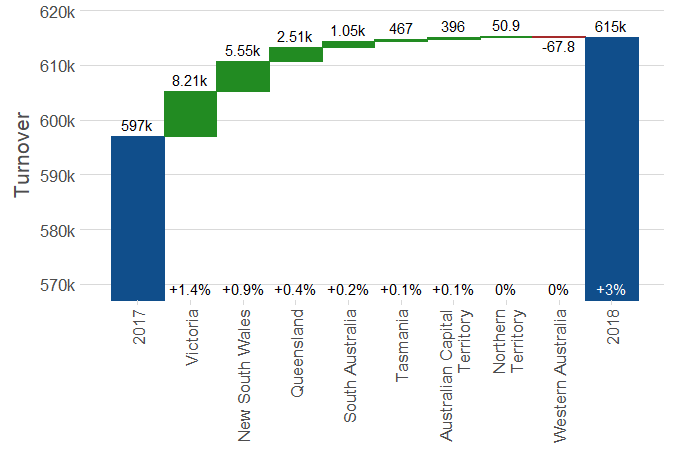 620k
610k
600k
590k
580k
570k
Turnover
597k
8.21k
5.55k
2.51k
1.05k
467
396
50.9
-67.8
615k
+1.4%
+0.9%
+0.4%
+0.2%
+0.1%
+0.1%
0%
0%
+3%
2017
Victoria
New South Wales
Queensland
South Australia
Tasmania
Australian Capital
Territory
Northern
Territory
Western Australia
2018